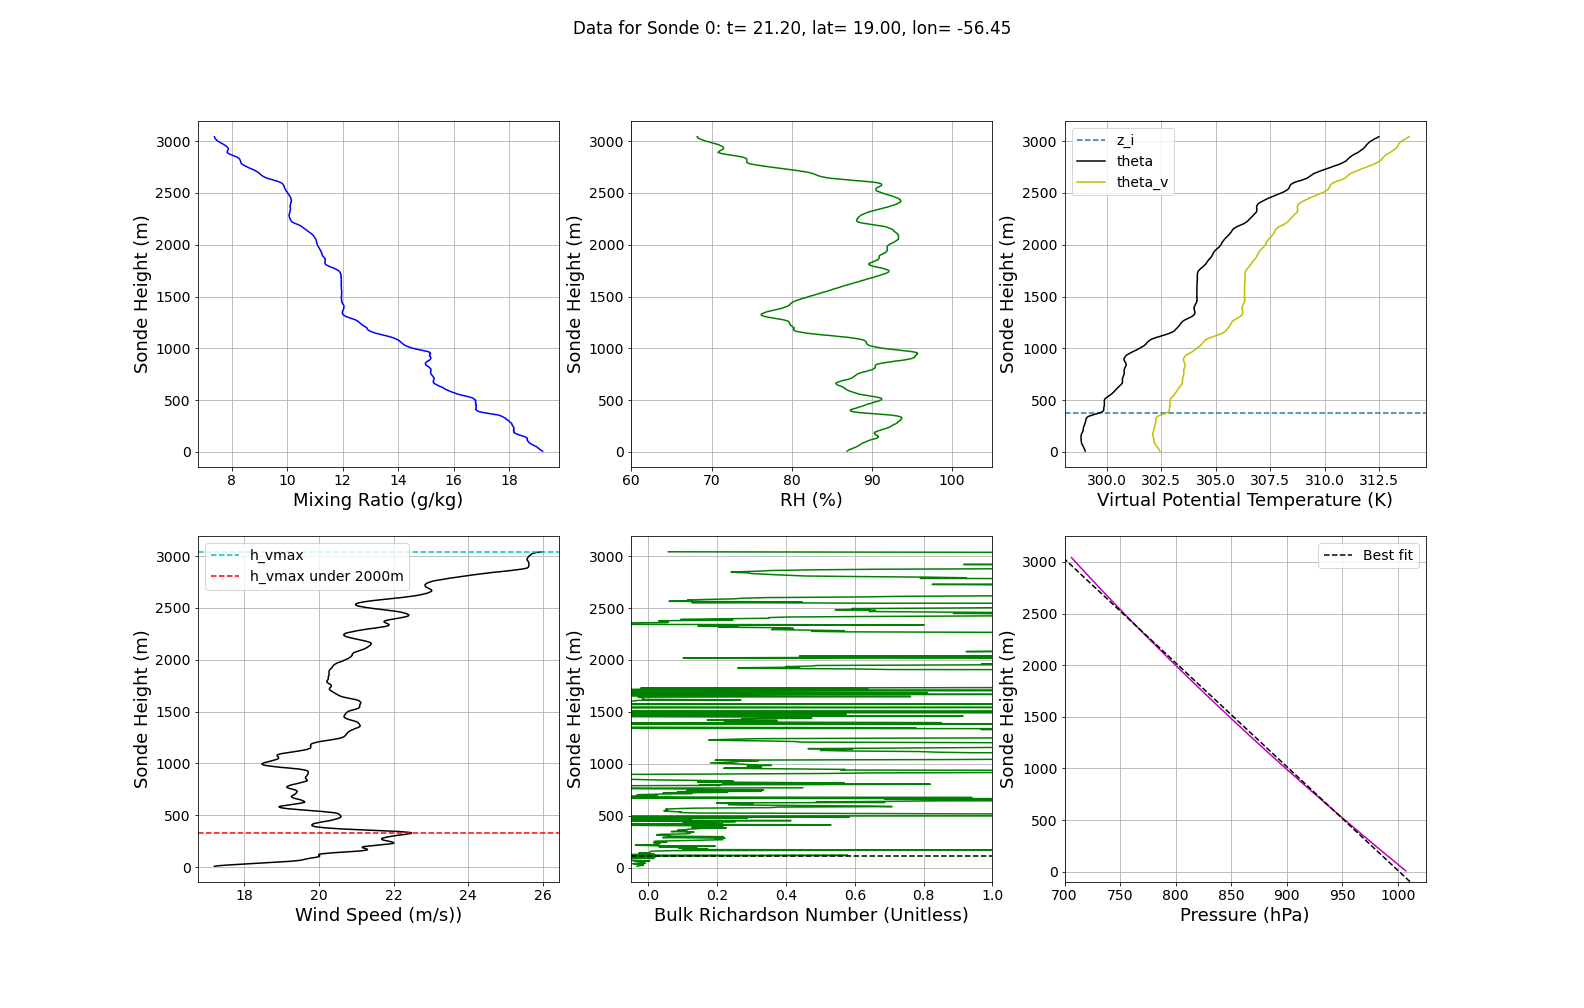 Data for Sonde 0: t= 21.20, lat= 19.00, lon= -56.45
3000
2500
2000
1500
1000
500
0
Sonde Height (m)
8 10 12 14 16 18
Mixing Ratio (g/kg)
3000
2500
2000
1500
1000
500
0
Sonde Height (m)
60 70 80 90 100
RH (%)
z_i
theta
theta_v
3000
2500
2000
1500
1000
500
0
Sonde Height (m)
300.0 302.5 305.0 307.5 310.0 312.5
Virtual Potential Temperature (K)
h_vmax
h_vmax under 2000m
3000
2500
2000
1500
1000
500
0
Sonde Height (m)
18 20 22 24 26
Wind Speed (m/s))
3000
2500
2000
1500
1000
500
0
Sonde Height (m)
0.0 0.2 0.4 0.6 0.8 1.0
Bulk Richardson Number (Unitless)
Best fit
3000
2500
2000
1500
1000
500
0
Sonde Height (m)
700 750 800 850 900 950 1000
Pressure (hPa)